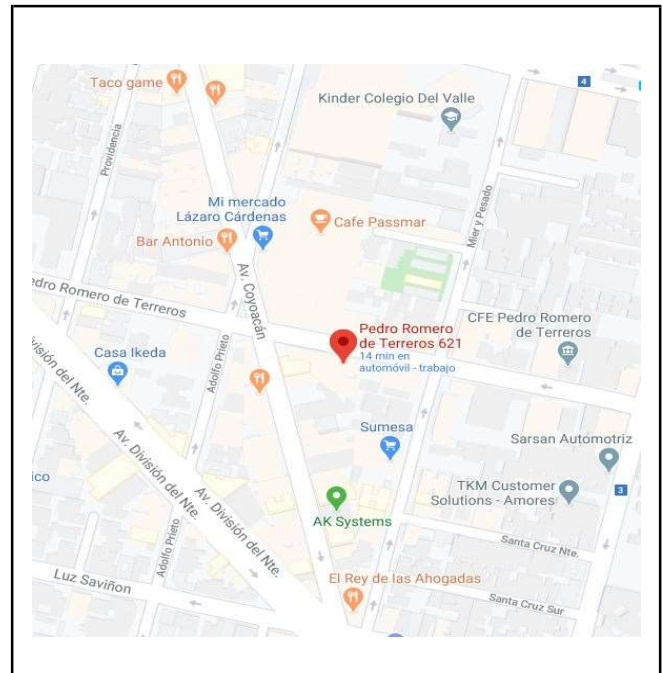 Taco game
4
Kinder Colegio Del Valle
Providencia
Mi mercado
Lázaro Cárdenas
Cafe Passmar
Bar Antonio
Mier y Pesado
Av. Coyoacán
edro Romero de Terreros
Pedro Romero
de Terreros 621
14 min en
automóvil - trabajo
CFE Pedro Romero
de Terreros
Casa Ikeda
Adolfo Prieto
ivisión del Nte.
Sumesa
Sarsan Automotriz
Av. División del Nte.
Av. División del Nte.
ico
TKM Customer
Solutions - Amores
3
AK Systems
Adolfo Prieto
Santa Cruz Nte.
Luz Saviñon
El Rey de las Ahogadas
Santa Cruz Sur